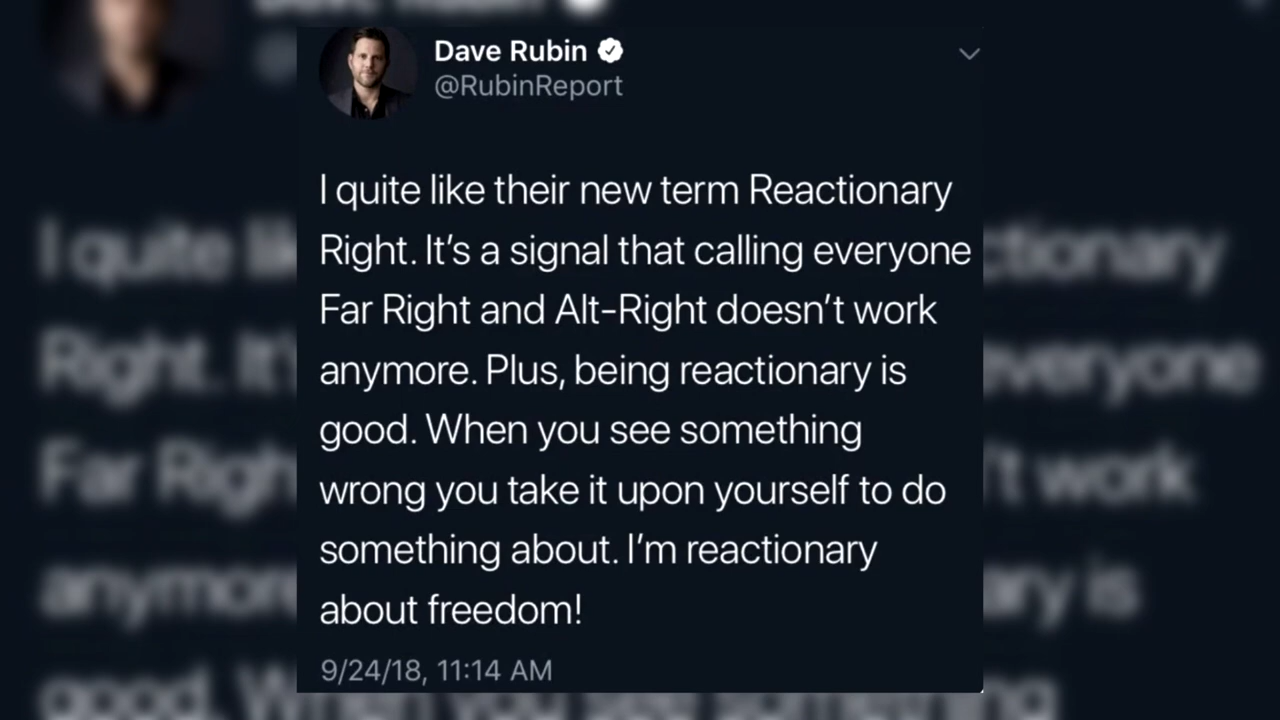 Dave Rubin
@RubinReport
I quite like their new term Reactionary
Right. It's a signal that calling everyone
Far Right and Alt-Right doesn't work
anymore. Plus, being reactionary is
good. When you see something
wrong you take it upon yourself to do
something about. I'm reactionary
about freedom!
9/24/18, 11:14 AM